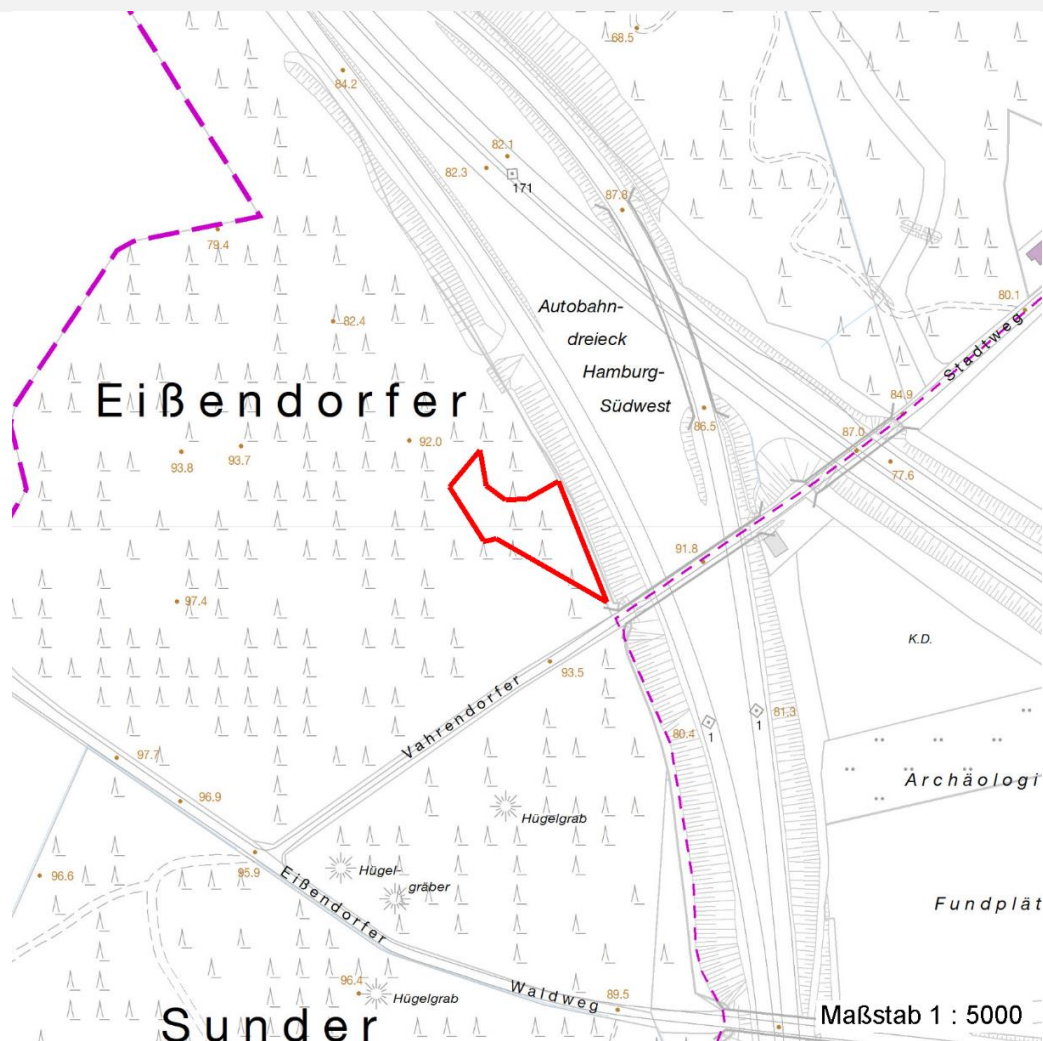 68.5
84.2
82.1
82.3
171
87.8
79.4
80.1
82.4
Autobahn-
dreieck
Hamburg-
Südwest
Stadtweg
84.9
Eißendorfer
92.0
86.5
87.0
93.8
93.7
77.6
91.8
97.4
K.D.
93.5
Vahrendorfer
80.4
1
1
81.3
97.7
Archäologi
96.9
Hügelgrab
95.9
Hügel-
gräber
96.6
Eißendorfer
Fundplät
96.4
Hügelgrab
Waldweg
89.5
Maßstab 1 : 5000
Sunder